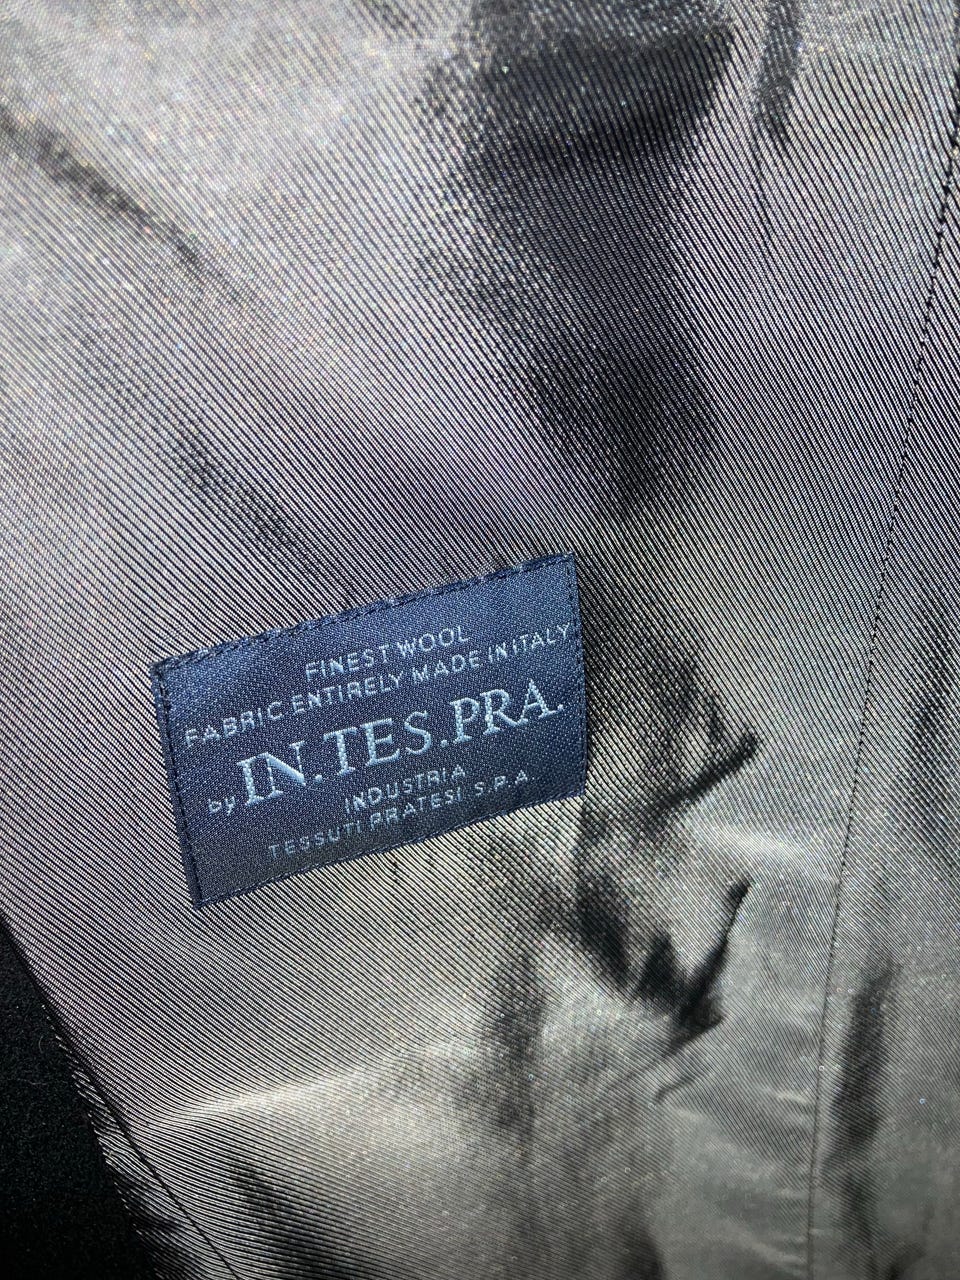 FINEST WOOL
FABRIC ENTIRELY MADE IN ITALY
by IN.TES.PRA.
INDUSTRIA
TESSUTI PRATESI S.P.A.